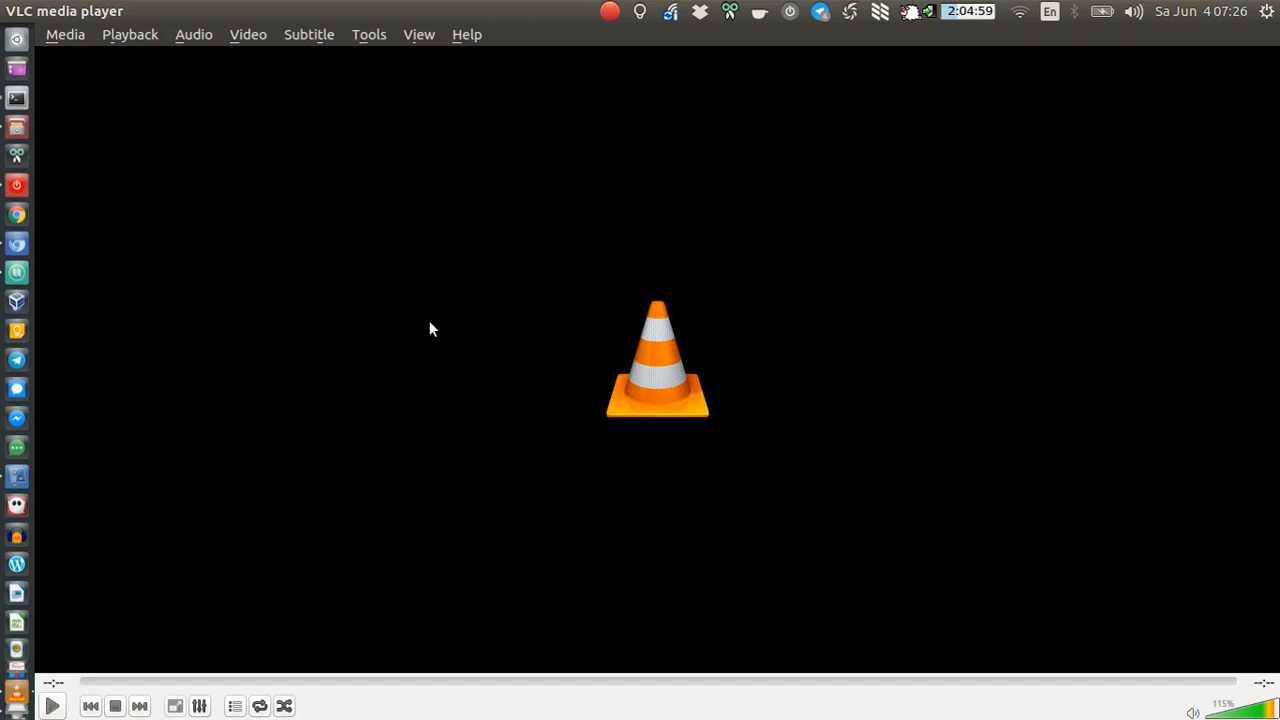 VLC media player
2:04:59
En
Sa Jun 4 07:26
Media Playback Audio Video Subtitle Tools View Help
--:--
--:--
115%